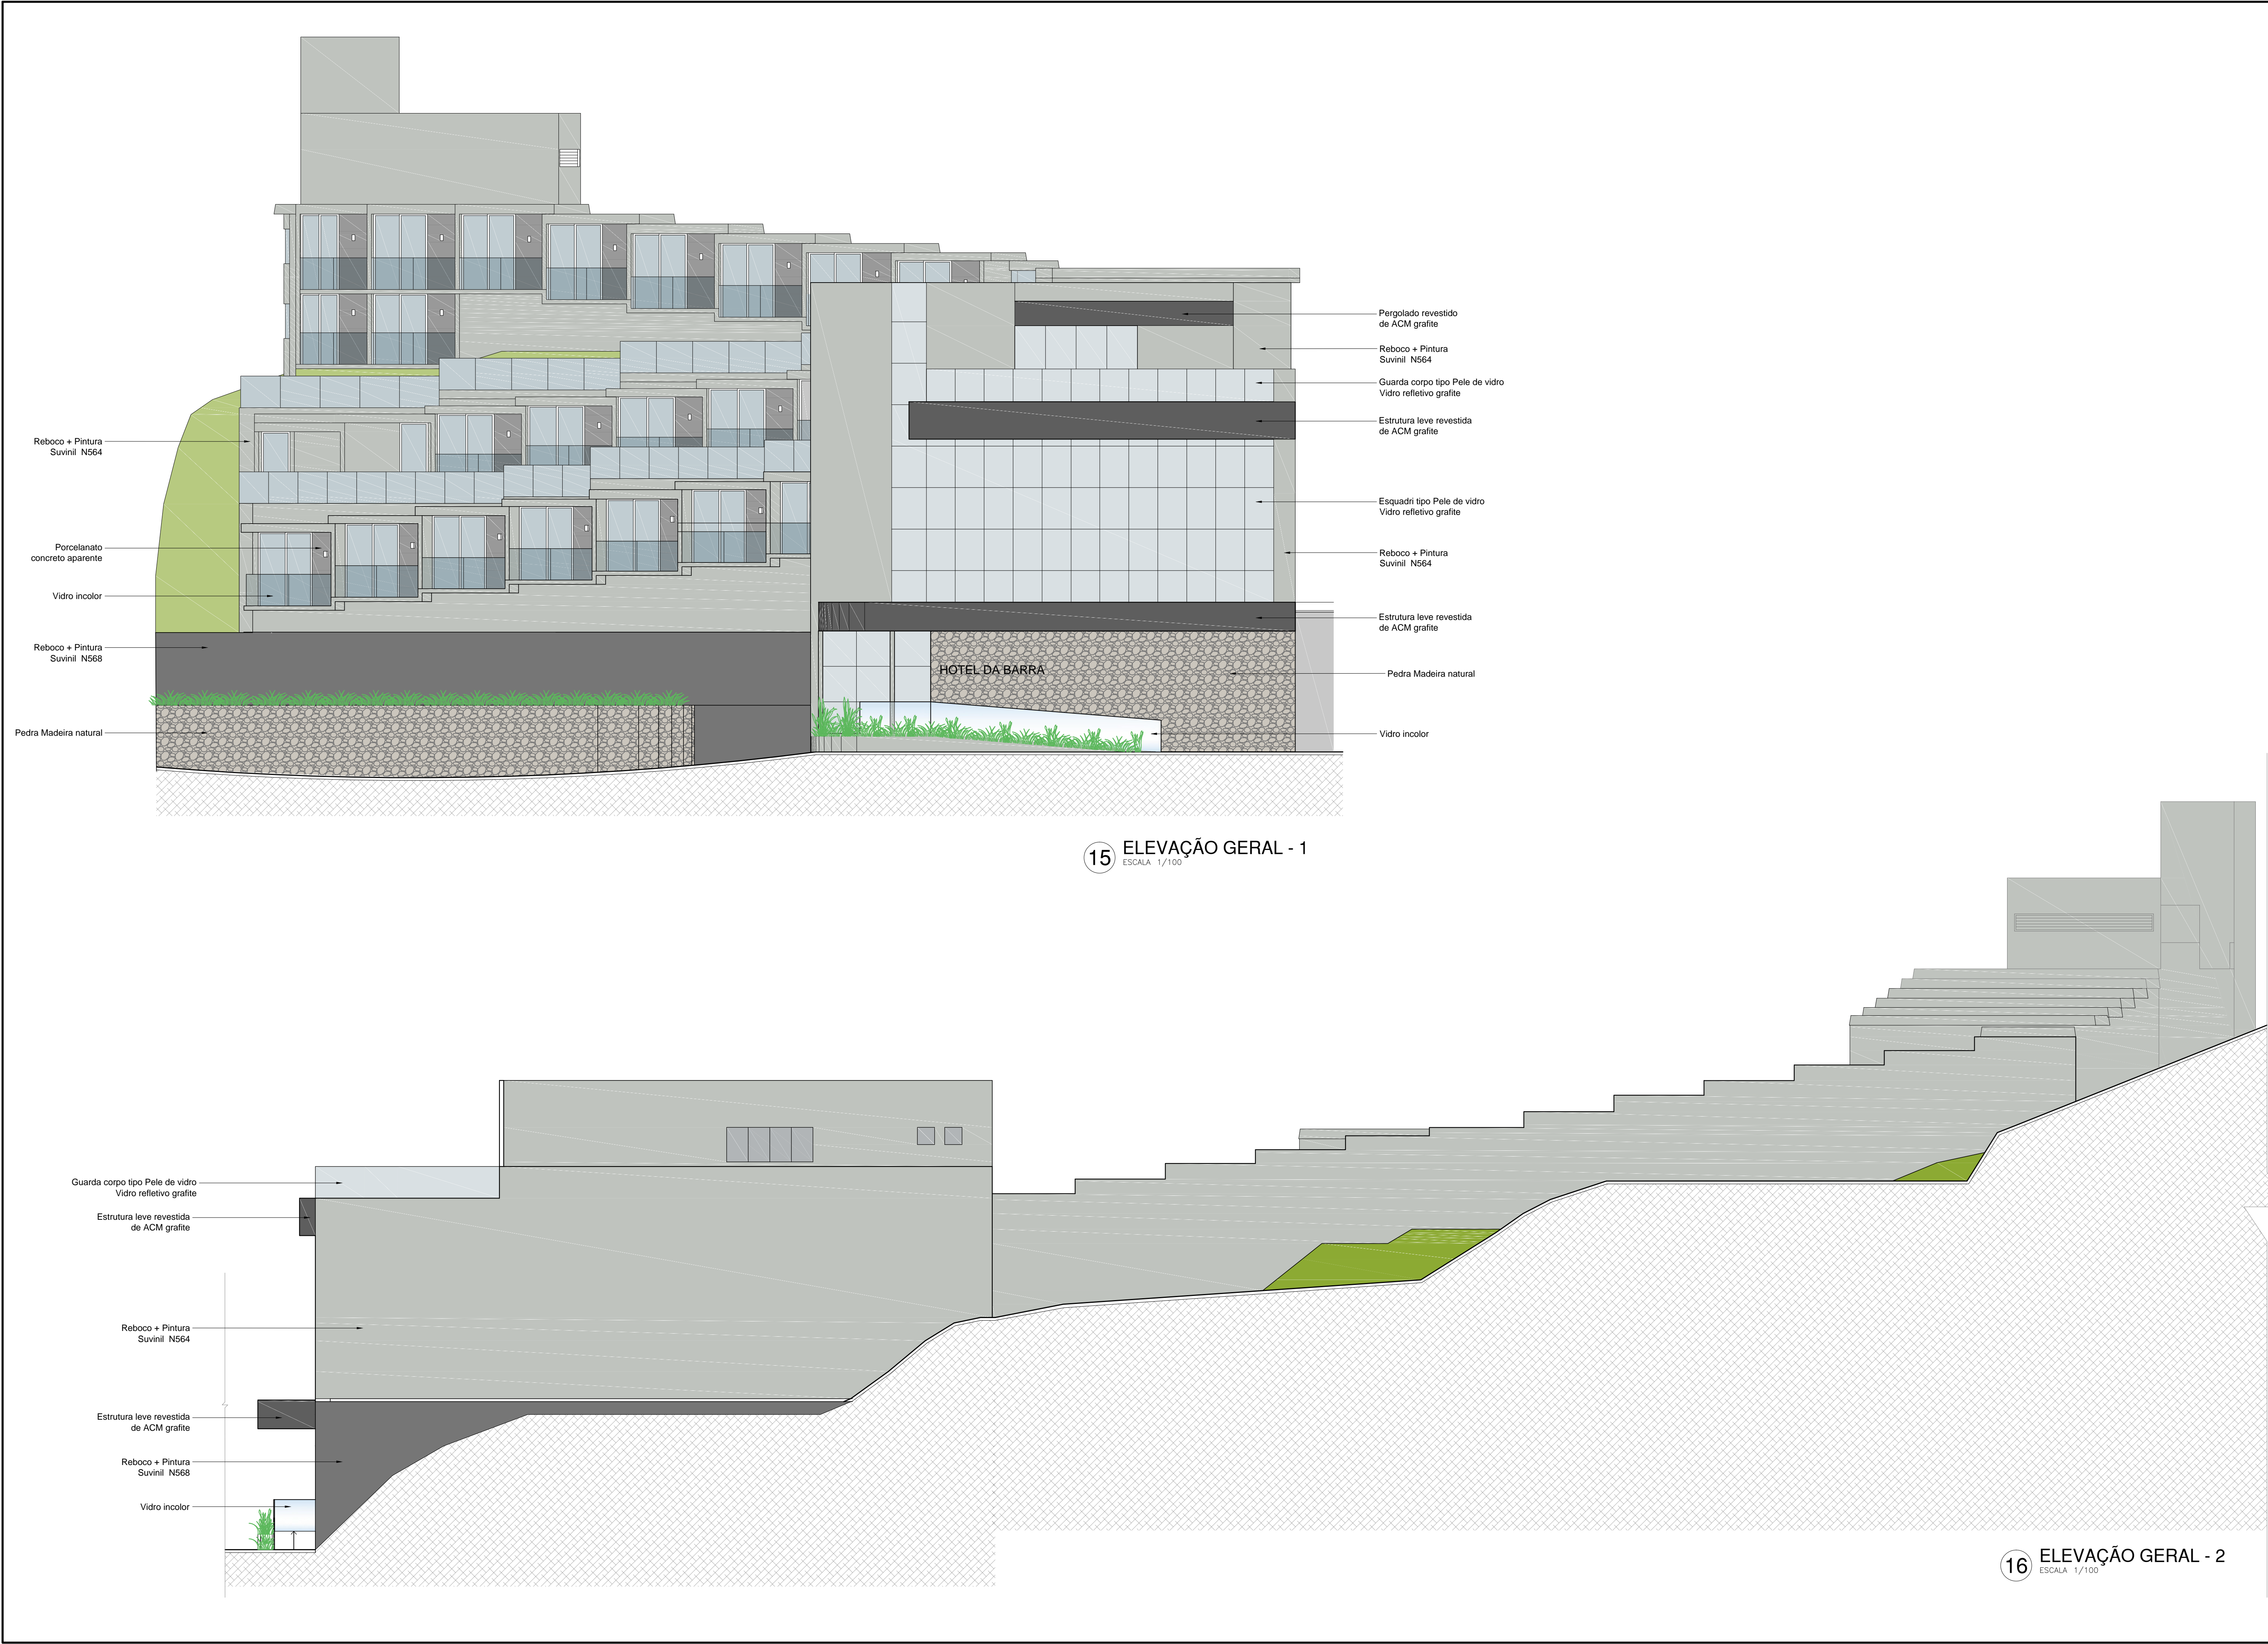 Reboco + Pintura
Suvinil N564
Porcelanato
concreto aparente
Vidro incolor
Reboco + Pintura
Suvinil N568
Pedra Madeira natural
HOTEL DA BARRA
Pergolado revestido
de ACM grafite
Reboco + Pintura
Suvinil N564
Guarda corpo tipo Pele de vidro
Vidro refletivo grafite
Estrutura leve revestida
de ACM grafite
Esquadri tipo Pele de vidro
Vidro refletivo grafite
Reboco + Pintura
Suvinil N564
Estrutura leve revestida
de ACM grafite
Pedra Madeira natural
Vidro incolor
15 ELEVAÇÃO GERAL - 1
ESCALA 1/100
Guarda corpo tipo Pele de vidro
Vidro refletivo grafite
Estrutura leve revestida
de ACM grafite
Reboco + Pintura
Suvinil N564
Estrutura leve revestida
de ACM grafite
Reboco + Pintura
Suvinil N568
Vidro incolor
16 ELEVAÇÃO GERAL - 2
ESCALA 1/100